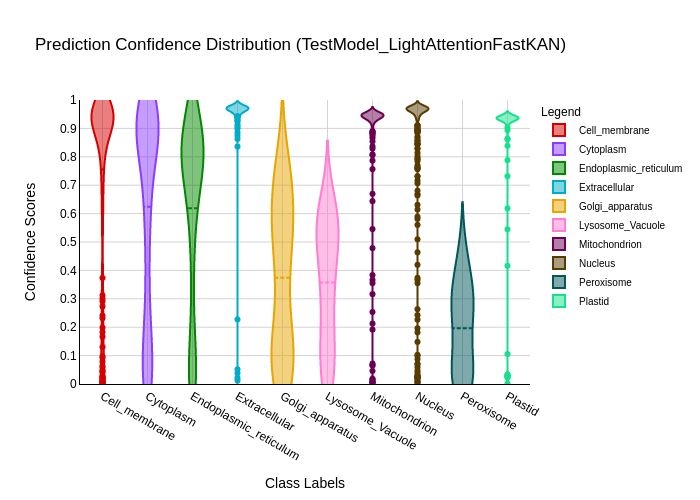 Prediction Confidence Distribution (TestModel_LightAttentionFastKAN)
Legend
Cell_membrane
Cytoplasm
Endoplasmic_reticulum
Extracellular
Golgi_apparatus
Lysosome_Vacuole
Mitochondrion
Nucleus
Peroxisome
Plastid
Confidence Scores
1
0.9
0.8
0.7
0.6
0.5
0.4
0.3
0.2
0.1
0
Cell_membrane
Cytoplasm
Endoplasmic_reticulum
Extracellular
Golgi_apparatus
Lysosome_Vacuole
Mitochondrion
Nucleus
Peroxisome
Plastid
Class Labels